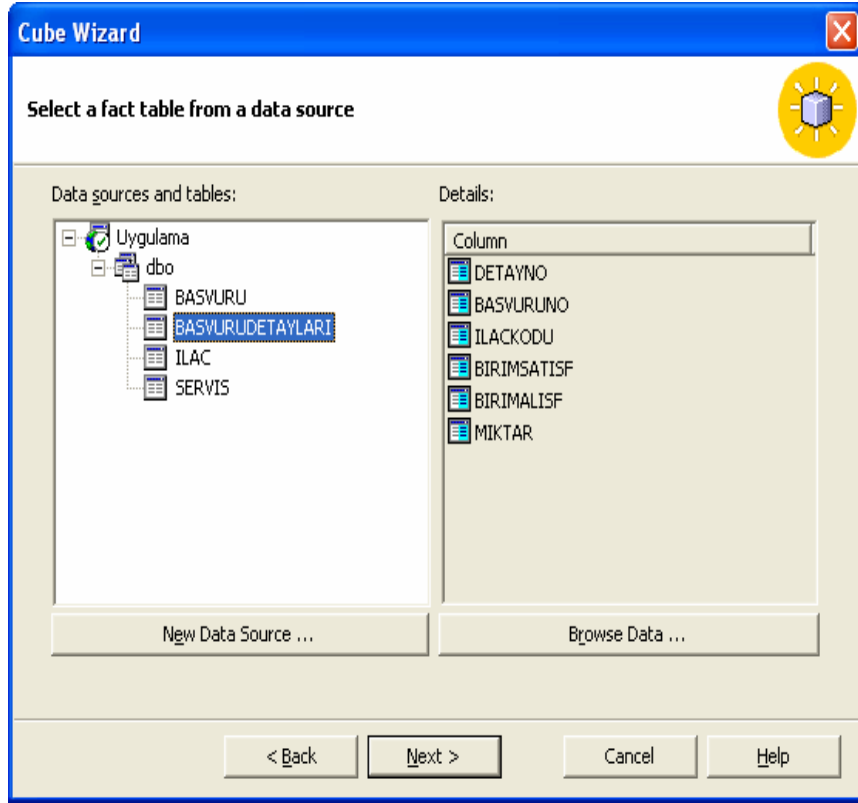 Cube Wizard
Select a fact table from a data source
Data sources and tables:
Uygulama
dbo
BASVURU
BASVURUDETAYLARI
ILAC
SERVIS
New Data Source ...
Details:
Column
DETAYNO
BASVURUNO
ILACKODU
BIRIMSATISF
BIRIMALISF
MIKTAR
Browse Data ...
< Back
Next >
Cancel
Help